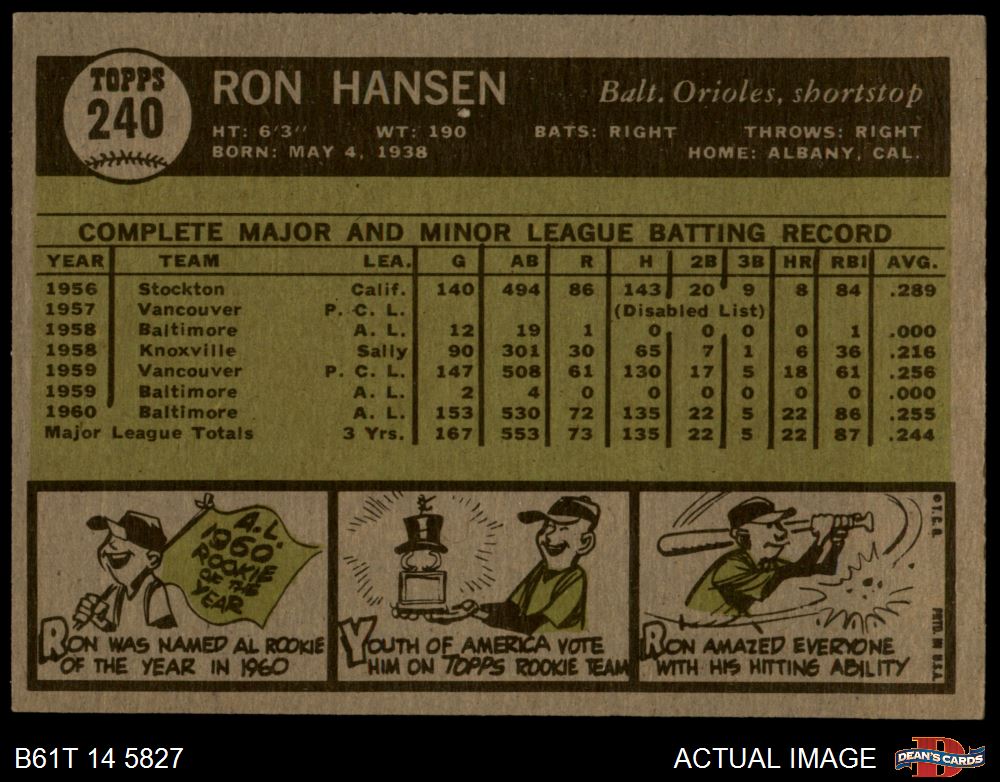 TOPPS
240
RON HANSEN
Balt. Orioles, shortstop
HT: 6'3" WT: 190 BATS: RIGHT THROWS: RIGHT
BORN: MAY 4, 1938 HOME: ALBANY, CAL.
COMPLETE MAJOR AND MINOR LEAGUE BATTING RECORD
YEAR TEAM LEA. G AB R H 2B 3B HR RBI AVG.
1956 Stockton Calif. 140 494 86 143 20 9 8 84 .289
1957 Vancouver P. C. L. (Disabled List)
1958 Baltimore A. L. 12 19 1 0 0 0 0 1 .000
1958 Knoxville Sally 90 301 30 65 7 1 6 36 .216
1959 Vancouver P. C. L. 147 508 61 130 17 5 18 61 .256
1959 Baltimore A. L. 2 4 0 0 0 0 0 0 .000
1960 Baltimore A. L. 153 530 72 135 22 5 22 86 .255
Major League Totals 3 Yrs. 167 553 73 135 22 5 22 87 .244
A.L.
1960
ROOKIE
OF THE
YEAR
RON WAS NAMED AL ROOKIE
OF THE YEAR IN 1960
YOUTH OF AMERICA VOTE
HIM ON TOPPS ROOKIE TEAM
RON AMAZED EVERYONE
WITH HIS HITTING ABILITY
© T. C. G.
PRTD. IN U.S.A.
B61T 14 5827
ACTUAL IMAGE
D
DEAN'S CARDS